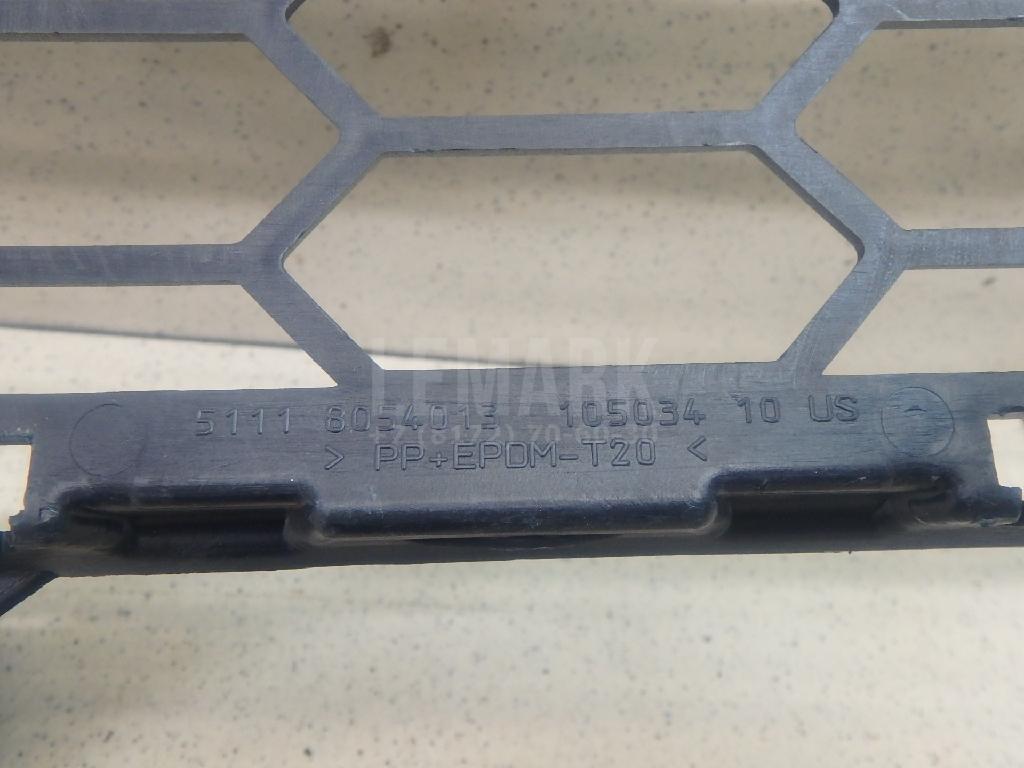 LEMARK
5111 8054013 105034 10 US
> PP+EPDM-T20 <